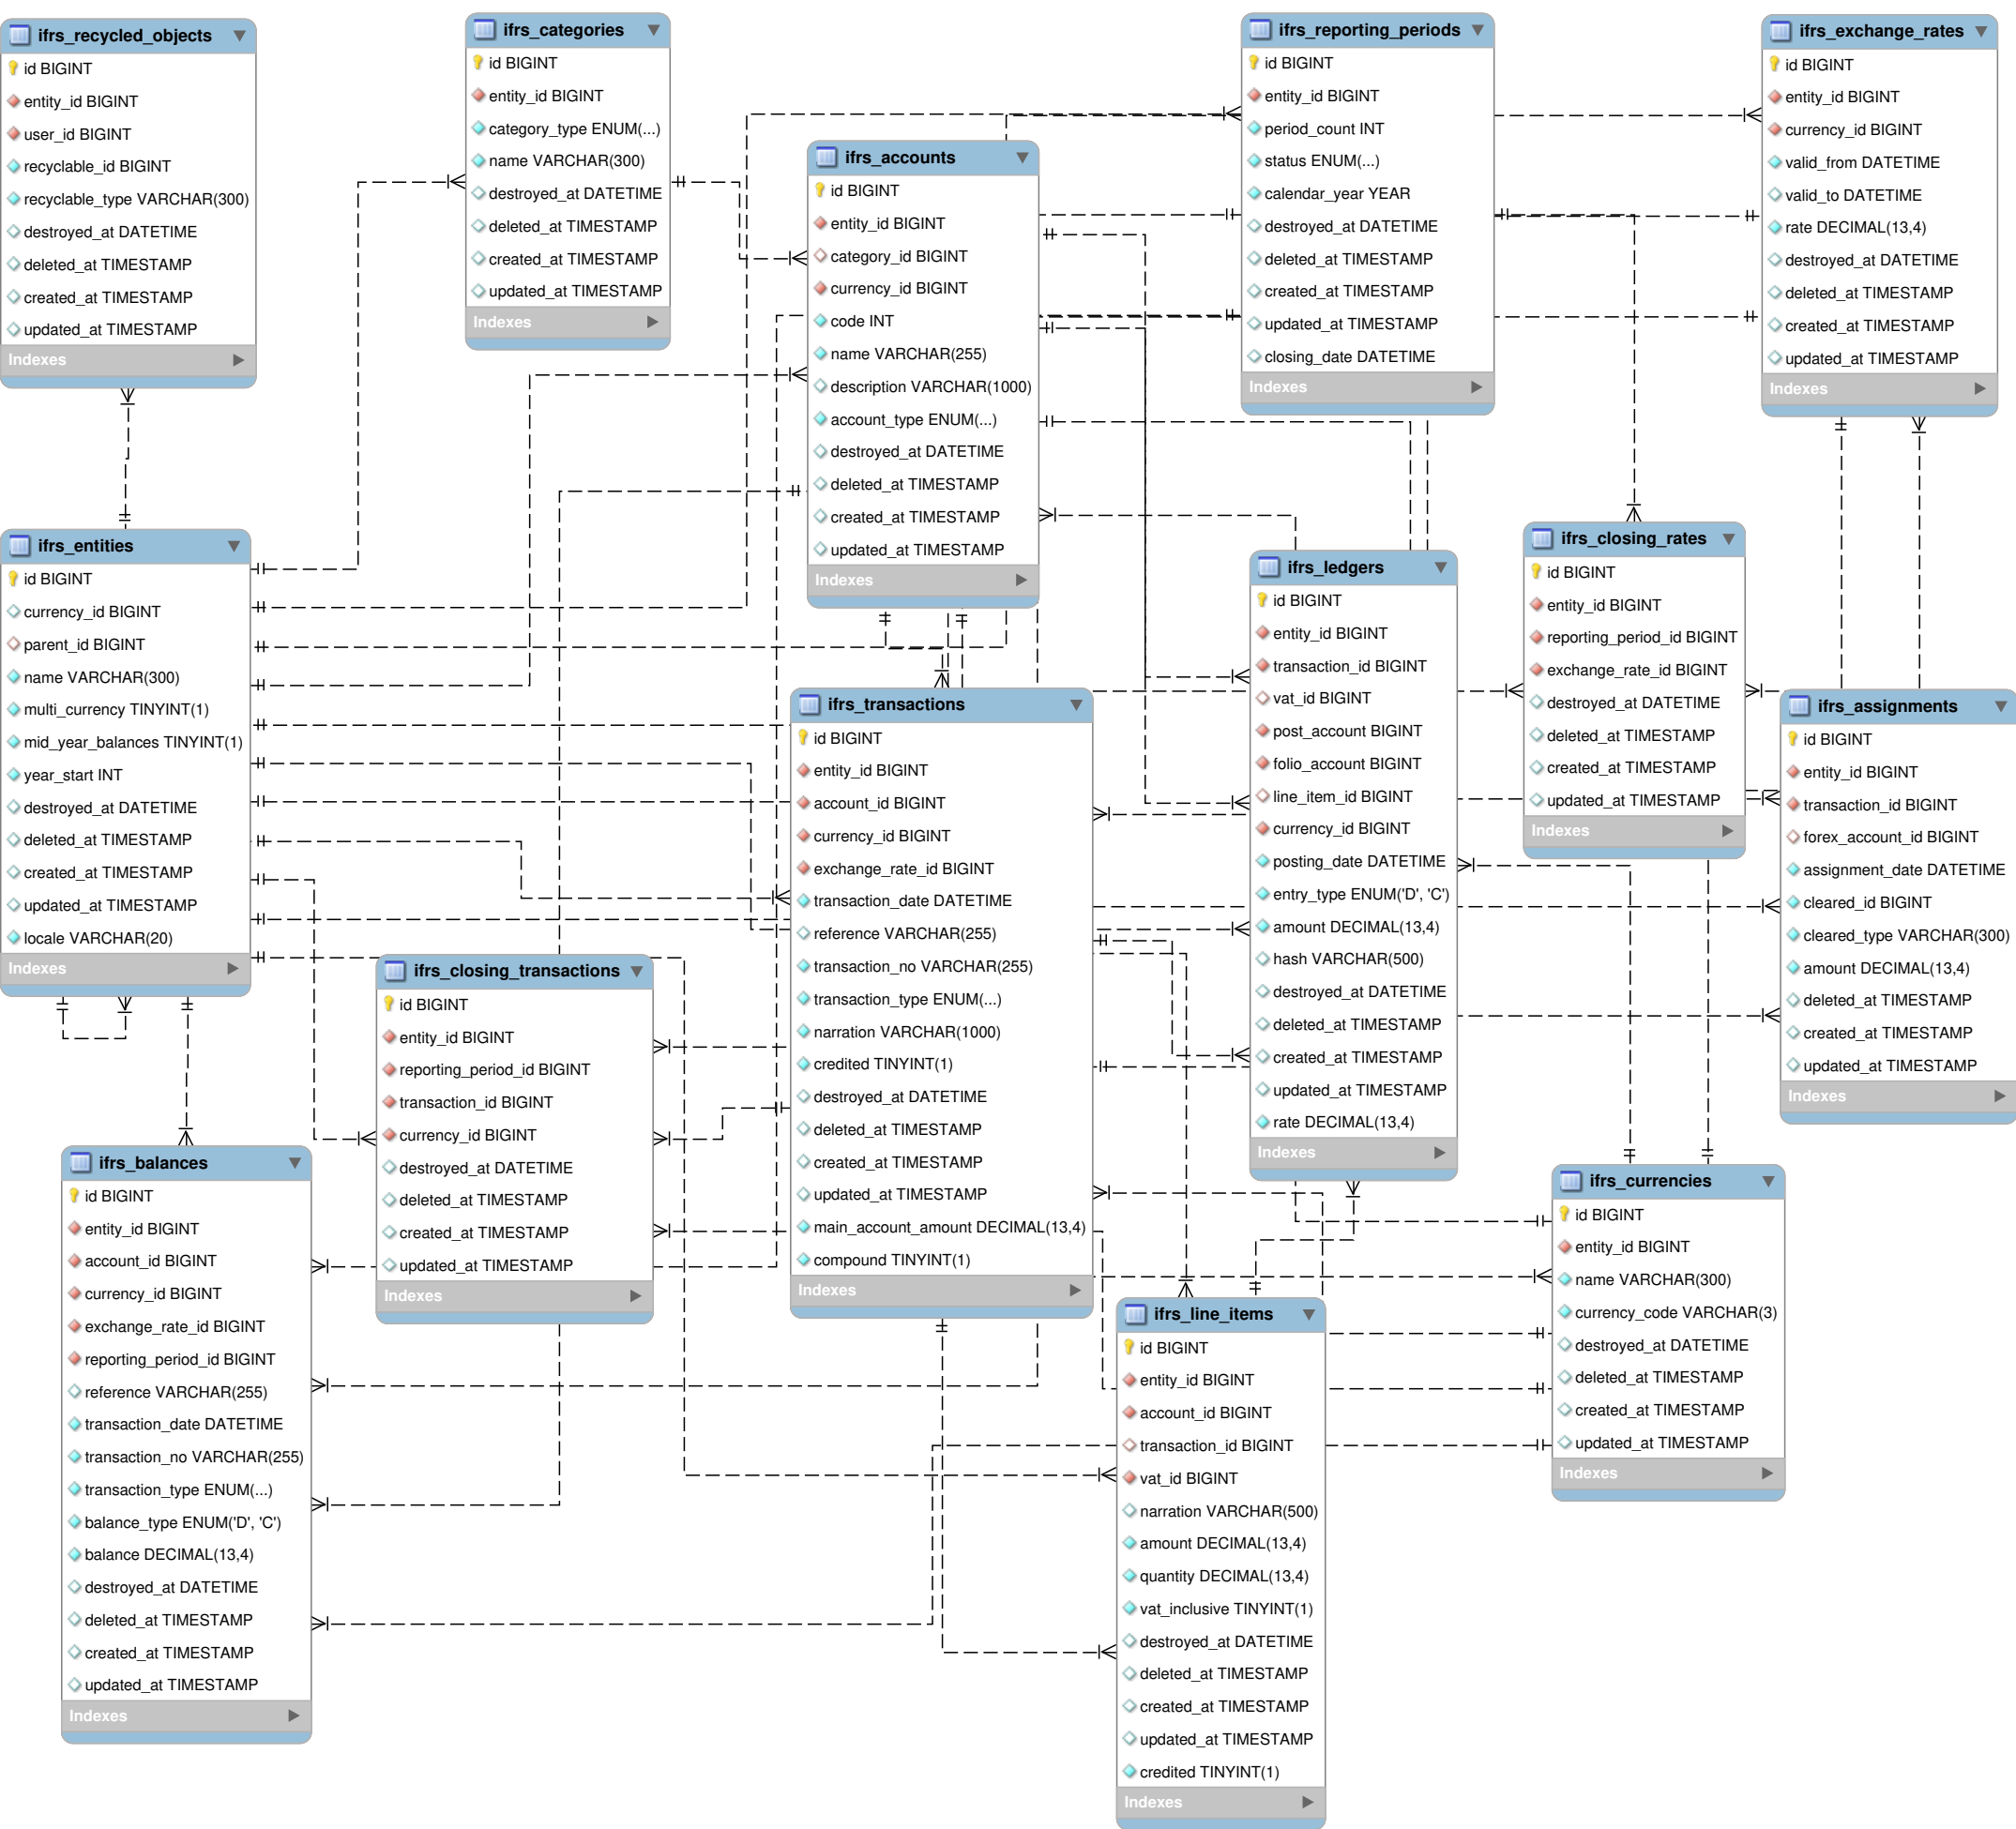 ifrs_recycled_objects
id BIGINT
entity_id BIGINT
user_id BIGINT
recyclable_id BIGINT
recyclable_type VARCHAR(300)
destroyed_at DATETIME
deleted_at TIMESTAMP
created_at TIMESTAMP
updated_at TIMESTAMP
Indexes
ifrs_categories
id BIGINT
entity_id BIGINT
category_type ENUM(...)
name VARCHAR(300)
destroyed_at DATETIME
deleted_at TIMESTAMP
created_at TIMESTAMP
updated_at TIMESTAMP
Indexes
ifrs_accounts
id BIGINT
entity_id BIGINT
category_id BIGINT
currency_id BIGINT
code INT
name VARCHAR(255)
description VARCHAR(1000)
account_type ENUM(...)
destroyed_at DATETIME
deleted_at TIMESTAMP
created_at TIMESTAMP
updated_at TIMESTAMP
Indexes
ifrs_reporting_periods
id BIGINT
entity_id BIGINT
period_count INT
status ENUM(...)
calendar_year YEAR
destroyed_at DATETIME
deleted_at TIMESTAMP
created_at TIMESTAMP
updated_at TIMESTAMP
closing_date DATETIME
Indexes
ifrs_exchange_rates
id BIGINT
entity_id BIGINT
currency_id BIGINT
valid_from DATETIME
valid_to DATETIME
rate DECIMAL(13,4)
destroyed_at DATETIME
deleted_at TIMESTAMP
created_at TIMESTAMP
updated_at TIMESTAMP
Indexes
ifrs_entities
id BIGINT
currency_id BIGINT
parent_id BIGINT
name VARCHAR(300)
multi_currency TINYINT(1)
mid_year_balances TINYINT(1)
year_start INT
destroyed_at DATETIME
deleted_at TIMESTAMP
created_at TIMESTAMP
updated_at TIMESTAMP
locale VARCHAR(20)
Indexes
ifrs_closing_transactions
id BIGINT
entity_id BIGINT
reporting_period_id BIGINT
transaction_id BIGINT
currency_id BIGINT
destroyed_at DATETIME
deleted_at TIMESTAMP
created_at TIMESTAMP
updated_at TIMESTAMP
Indexes
ifrs_transactions
id BIGINT
entity_id BIGINT
account_id BIGINT
currency_id BIGINT
exchange_rate_id BIGINT
transaction_date DATETIME
reference VARCHAR(255)
transaction_no VARCHAR(255)
transaction_type ENUM(...)
narration VARCHAR(1000)
credited TINYINT(1)
destroyed_at DATETIME
deleted_at TIMESTAMP
created_at TIMESTAMP
updated_at TIMESTAMP
main_account_amount DECIMAL(13,4)
compound TINYINT(1)
Indexes
ifrs_ledgers
id BIGINT
entity_id BIGINT
transaction_id BIGINT
vat_id BIGINT
post_account BIGINT
folio_account BIGINT
line_item_id BIGINT
currency_id BIGINT
posting_date DATETIME
entry_type ENUM('D', 'C')
amount DECIMAL(13,4)
hash VARCHAR(500)
destroyed_at DATETIME
deleted_at TIMESTAMP
created_at TIMESTAMP
updated_at TIMESTAMP
rate DECIMAL(13,4)
Indexes
ifrs_closing_rates
id BIGINT
entity_id BIGINT
reporting_period_id BIGINT
exchange_rate_id BIGINT
destroyed_at DATETIME
deleted_at TIMESTAMP
created_at TIMESTAMP
updated_at TIMESTAMP
Indexes
ifrs_assignments
id BIGINT
entity_id BIGINT
transaction_id BIGINT
forex_account_id BIGINT
assignment_date DATETIME
cleared_id BIGINT
cleared_type VARCHAR(300)
amount DECIMAL(13,4)
deleted_at TIMESTAMP
created_at TIMESTAMP
updated_at TIMESTAMP
Indexes
ifrs_balances
id BIGINT
entity_id BIGINT
account_id BIGINT
currency_id BIGINT
exchange_rate_id BIGINT
reporting_period_id BIGINT
reference VARCHAR(255)
transaction_date DATETIME
transaction_no VARCHAR(255)
transaction_type ENUM(...)
balance_type ENUM('D', 'C')
balance DECIMAL(13,4)
destroyed_at DATETIME
deleted_at TIMESTAMP
created_at TIMESTAMP
updated_at TIMESTAMP
Indexes
ifrs_line_items
id BIGINT
entity_id BIGINT
account_id BIGINT
transaction_id BIGINT
vat_id BIGINT
narration VARCHAR(500)
amount DECIMAL(13,4)
quantity DECIMAL(13,4)
vat_inclusive TINYINT(1)
destroyed_at DATETIME
deleted_at TIMESTAMP
created_at TIMESTAMP
updated_at TIMESTAMP
credited TINYINT(1)
Indexes
ifrs_currencies
id BIGINT
entity_id BIGINT
name VARCHAR(300)
currency_code VARCHAR(3)
destroyed_at DATETIME
deleted_at TIMESTAMP
created_at TIMESTAMP
updated_at TIMESTAMP
Indexes